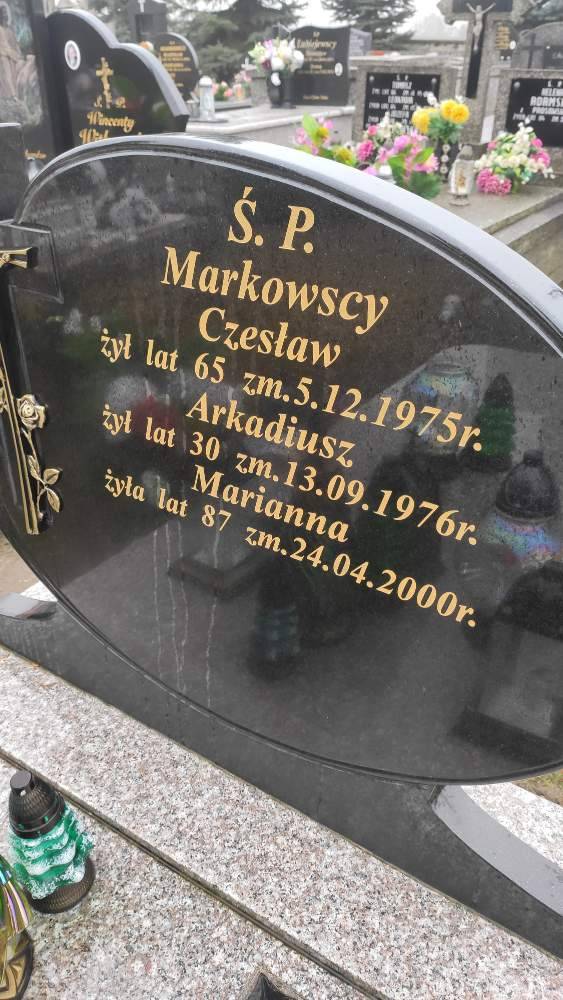 Ś. P.
Markowscy
Czesław
żył lat 65 zm.5.12.1975r.
Arkadiusz
żył lat 30 zm.13.09.1976r.
Marianna
żyła lat 87 zm.24.04.2000r.
Ś. P.
Wincenty